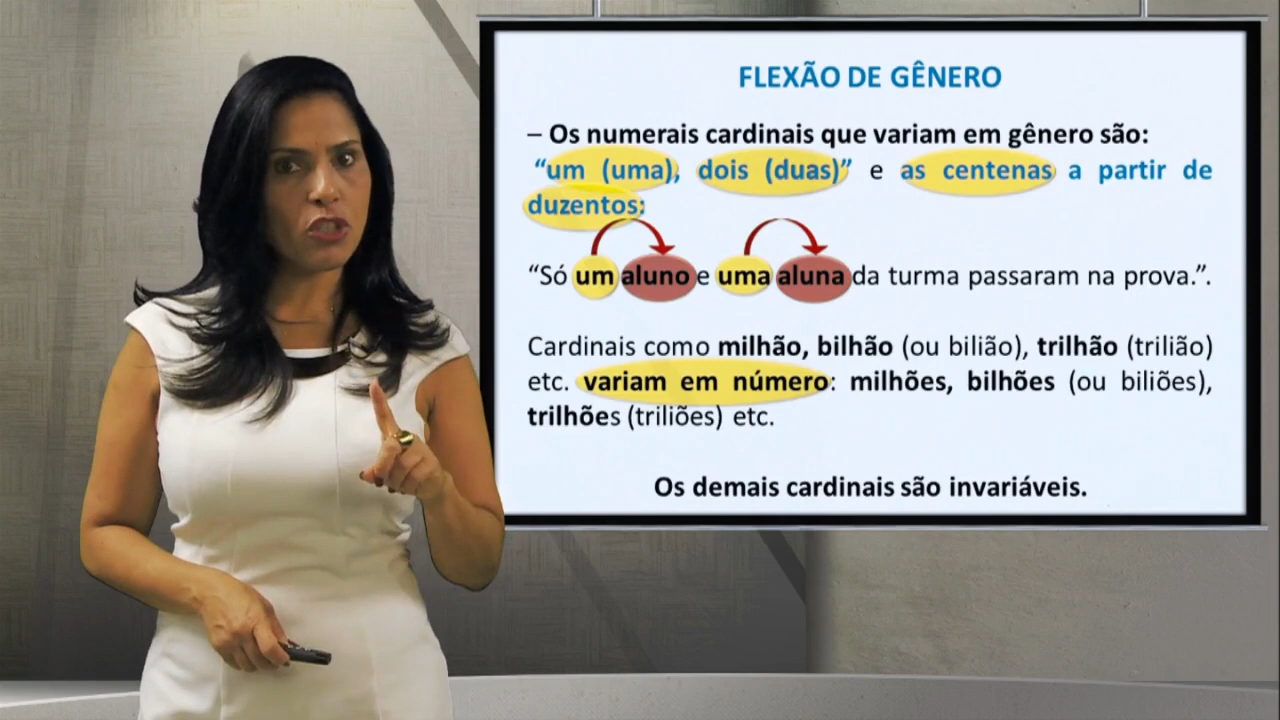 FLEXÃO DE GÊNERO
– Os numerais cardinais que variam em gênero são:
“um (uma), dois (duas)” e as centenas a partir de
duzentos:
“Só um aluno e uma aluna da turma passaram na prova.”.
Cardinais como milhão, bilhão (ou bilião), trilhão (trilião)
etc. variam em número: milhões, bilhões (ou biliões),
trilhões (triliões) etc.
Os demais cardinais são invariáveis.